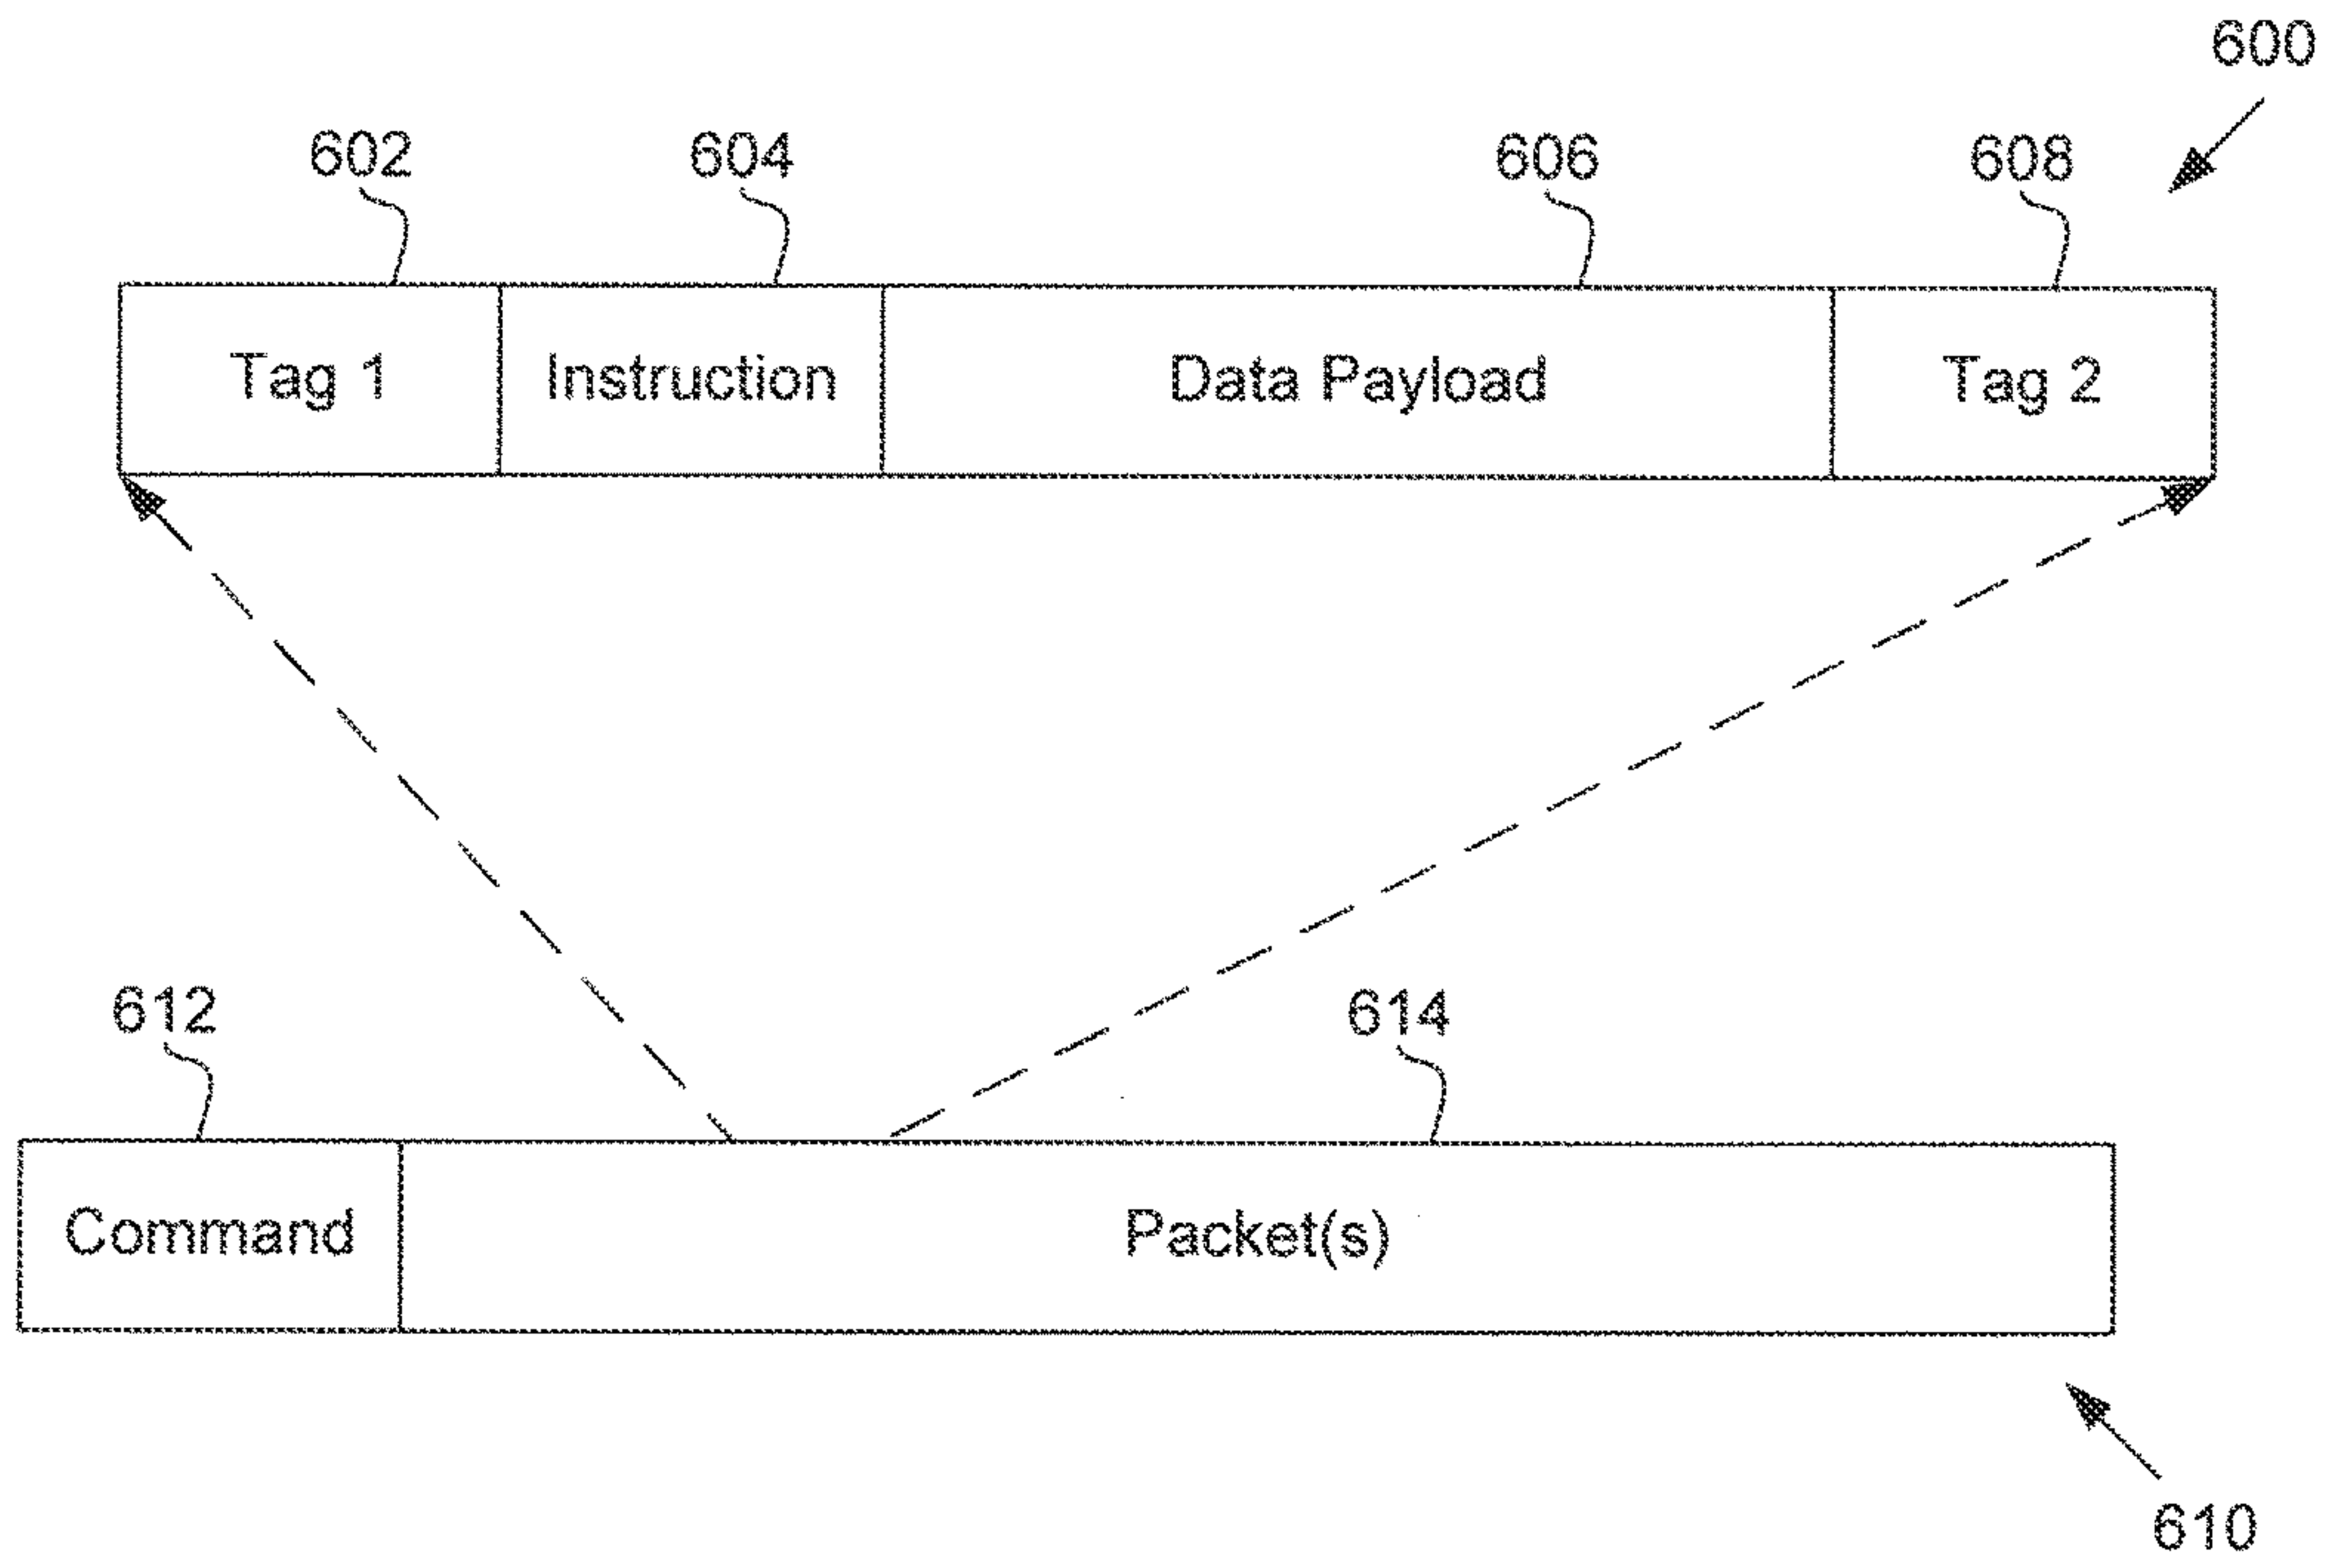 600
602 604 606 608
Tag 1 Instruction Data Payload Tag 2
612 614
Command Packet(s)
610